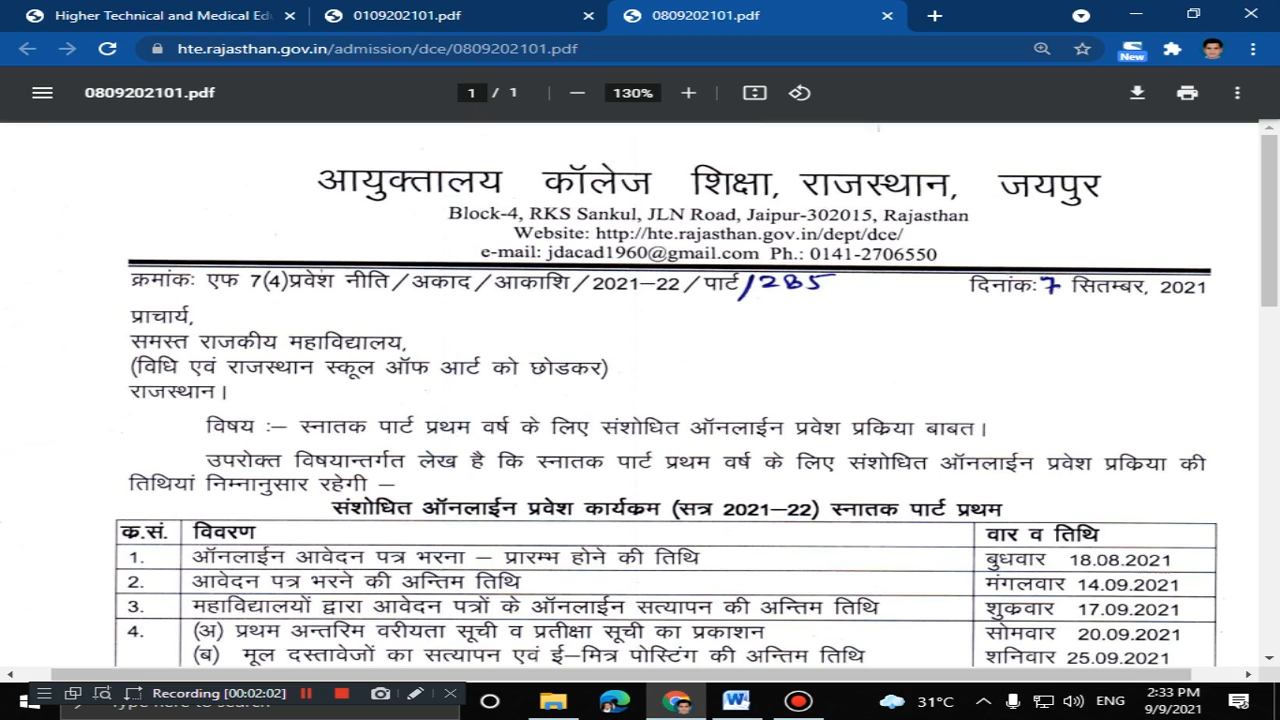 Higher Technical and Medical Edu
0109202101.pdf
0809202101.pdf
hte.rajasthan.gov.in/admission/dce/0809202101.pdf
New
0809202101.pdf
1 / 1
130%
आयुक्तालय कॉलेज शिक्षा, राजस्थान, जयपुर
Block-4, RKS Sankul, JLN Road, Jaipur-302015, Rajasthan
Website: http://hte.rajasthan.gov.in/dept/dce/
e-mail: jdacad1960@gmail.com Ph.: 0141-2706550
क्रमांकः एफ 7(4)प्रवेश नीति/अकाद/आकाशि/2021–22/पार्ट/285 दिनांकः7 सितम्बर, 2021
प्राचार्य,
समस्त राजकीय महाविद्यालय,
(विधि एवं राजस्थान स्कूल ऑफ आर्ट को छोडकर)
राजस्थान।
विषय :– स्नातक पार्ट प्रथम वर्ष के लिए संशोधित ऑनलाईन प्रवेश प्रक्रिया बाबत।
उपरोक्त विषयान्तर्गत लेख है कि स्नातक पार्ट प्रथम वर्ष के लिए संशोधित ऑनलाईन प्रवेश प्रक्रिया की
तिथियां निम्नानुसार रहेगी –
संशोधित ऑनलाईन प्रवेश कार्यक्रम (सत्र 2021–22) स्नातक पार्ट प्रथम
क्र.सं. विवरण वार व तिथि
1. ऑनलाईन आवेदन पत्र भरना – प्रारम्भ होने की तिथि बुधवार 18.08.2021
2. आवेदन पत्र भरने की अन्तिम तिथि मंगलवार 14.09.2021
3. महाविद्यालयों द्वारा आवेदन पत्रों के ऑनलाईन सत्यापन की अन्तिम तिथि शुक्रवार 17.09.2021
4. (अ) प्रथम अन्तरिम वरीयता सूची व प्रतीक्षा सूची का प्रकाशन सोमवार 20.09.2021
(ब) मूल दस्तावेजों का सत्यापन एवं ई–मित्र पोस्टिंग की अन्तिम तिथि शनिवार 25.09.2021
Recording [00:02:02]
31°C
ENG
2:33 PM
9/9/2021